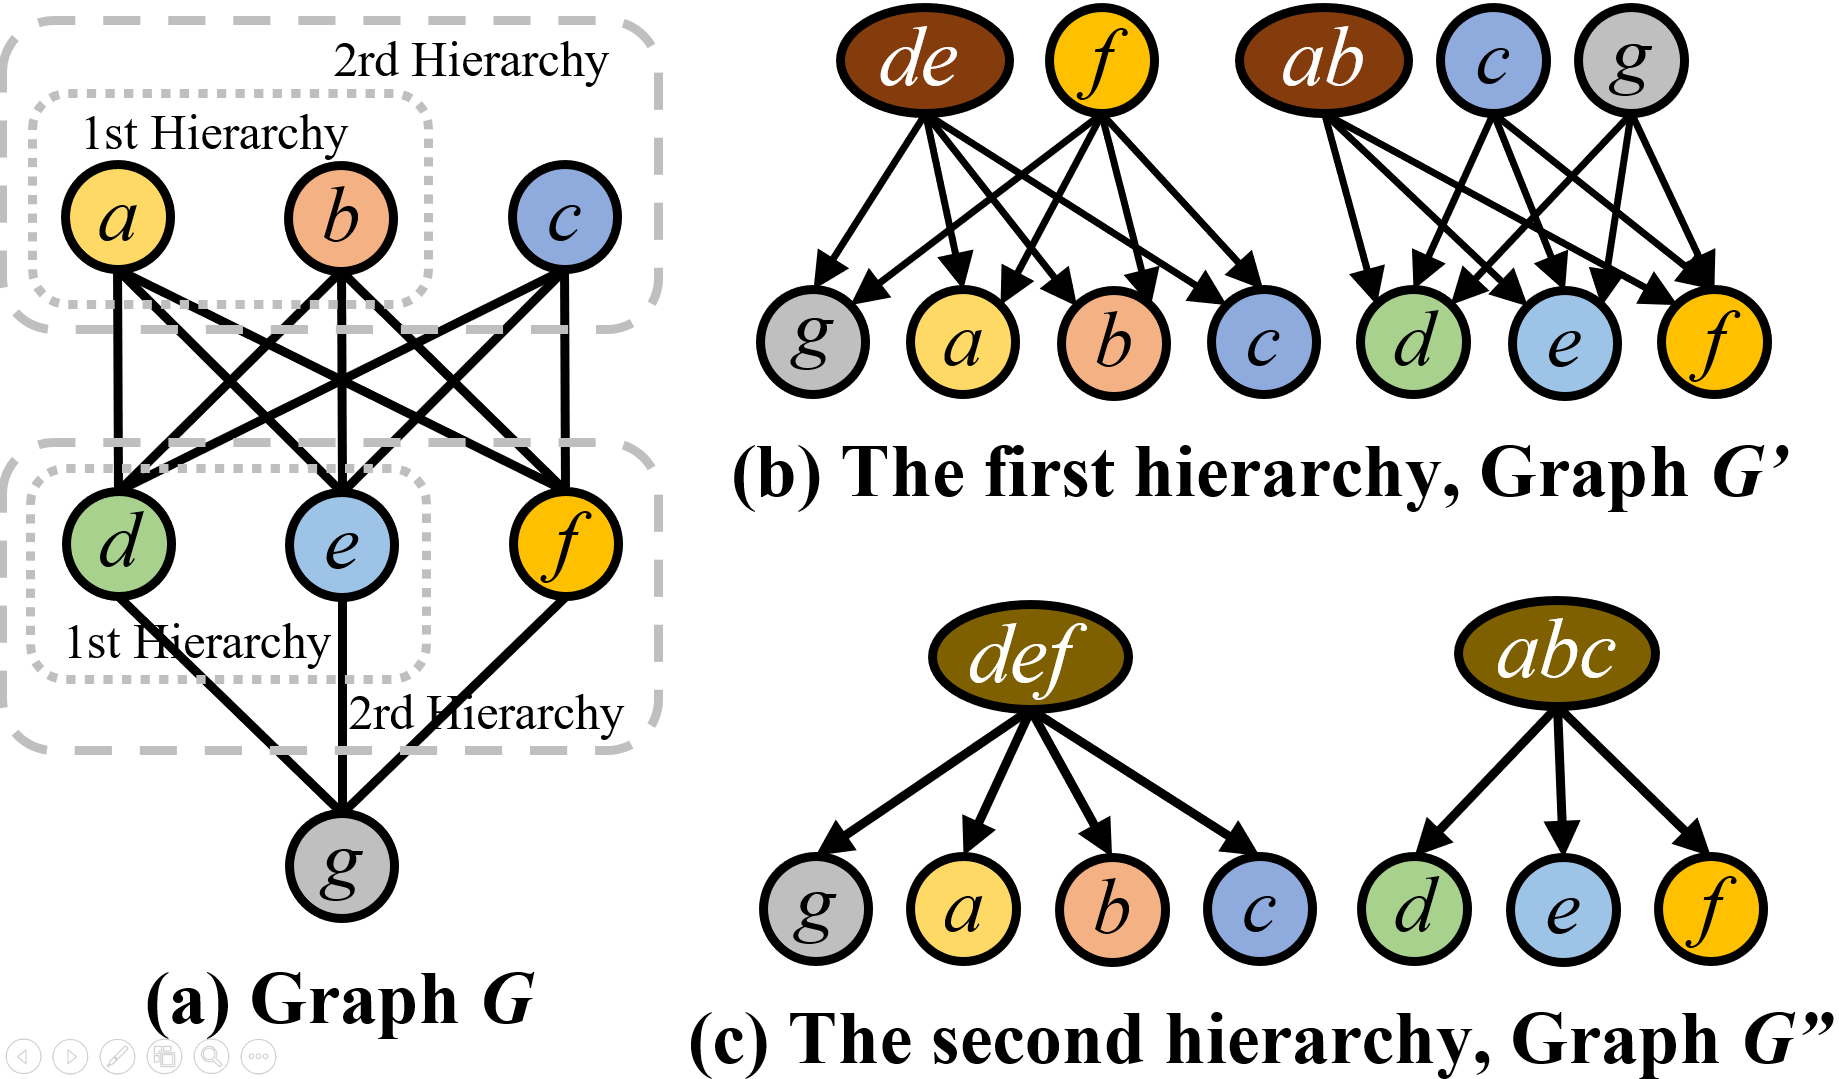 2rd Hierarchy
1st Hierarchy
a b c
d e f
1st Hierarchy
2rd Hierarchy
g
(a) Graph G
de f ab c g
g a b c d e f
(b) The first hierarchy, Graph G’
def abc
g a b c d e f
(c) The second hierarchy, Graph G”